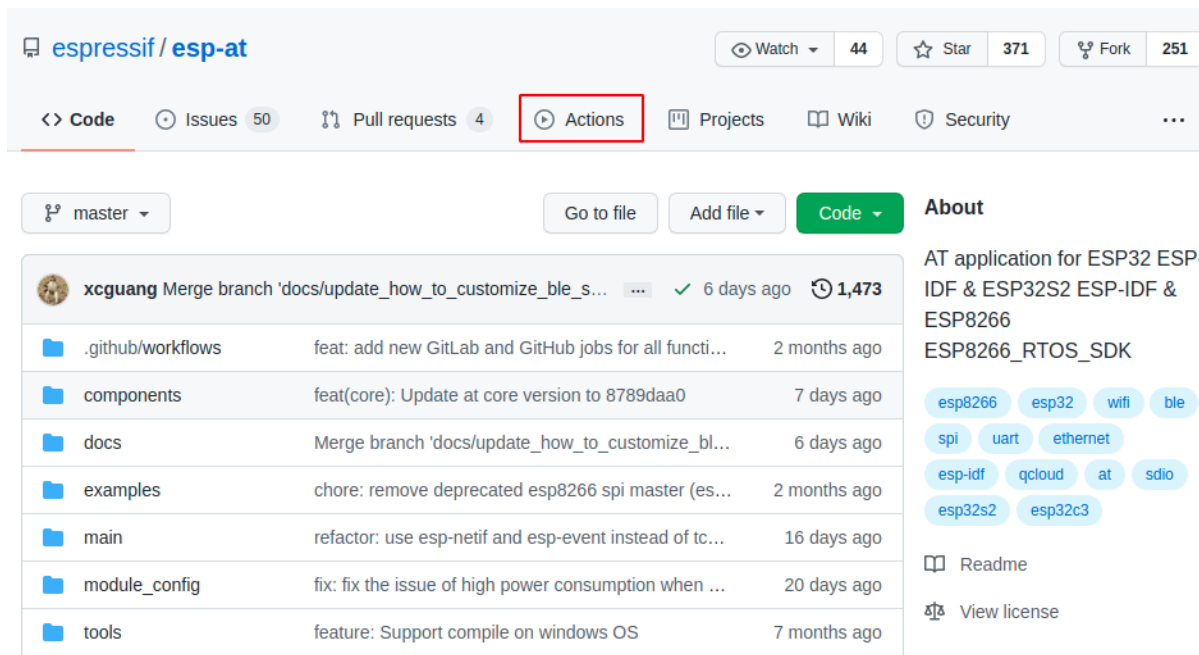 espressif / esp-at
Watch 44 Star 371 Fork 251
Code Issues 50 Pull requests 4 Actions Projects Wiki Security ...
master Go to file Add file Code
xcguang Merge branch 'docs/update_how_to_customize_ble_s... ... 6 days ago 1,473
.github/workflows feat: add new GitLab and GitHub jobs for all functi... 2 months ago
components feat(core): Update at core version to 8789daa0 7 days ago
docs Merge branch 'docs/update_how_to_customize_bl... 6 days ago
examples chore: remove deprecated esp8266 spi master (es... 2 months ago
main refactor: use esp-netif and esp-event instead of tc... 16 days ago
module_config fix: fix the issue of high power consumption when ... 20 days ago
tools feature: Support compile on windows OS 7 months ago
About
AT application for ESP32 ESP-
IDF & ESP32S2 ESP-IDF &
ESP8266
ESP8266_RTOS_SDK
esp8266 esp32 wifi ble
spi uart ethernet
esp-idf qcloud at sdio
esp32s2 esp32c3
Readme
View license